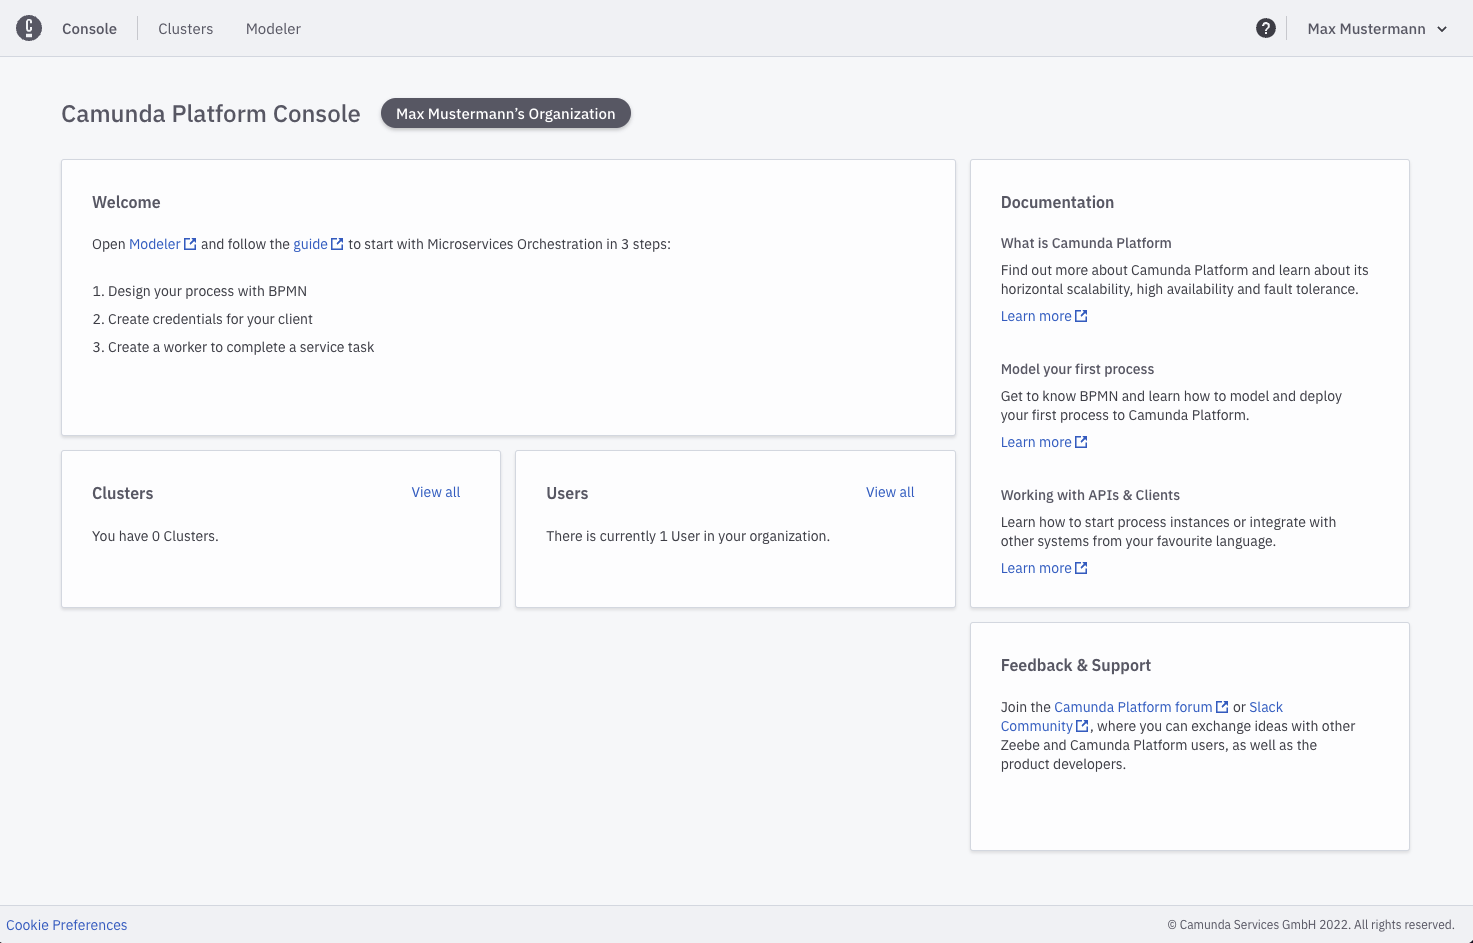 Console
Clusters
Modeler
?
Max Mustermann
Camunda Platform Console
Max Mustermann's Organization
Welcome
Open Modeler and follow the guide to start with Microservices Orchestration in 3 steps:
1. Design your process with BPMN
2. Create credentials for your client
3. Create a worker to complete a service task
Clusters
View all
You have 0 Clusters.
Users
View all
There is currently 1 User in your organization.
Documentation
What is Camunda Platform
Find out more about Camunda Platform and learn about its
horizontal scalability, high availability and fault tolerance.
Learn more
Model your first process
Get to know BPMN and learn how to model and deploy
your first process to Camunda Platform.
Learn more
Working with APIs & Clients
Learn how to start process instances or integrate with
other systems from your favourite language.
Learn more
Feedback & Support
Join the Camunda Platform forum or Slack
Community, where you can exchange ideas with other
Zeebe and Camunda Platform users, as well as the
product developers.
Cookie Preferences
© Camunda Services GmbH 2022. All rights reserved.